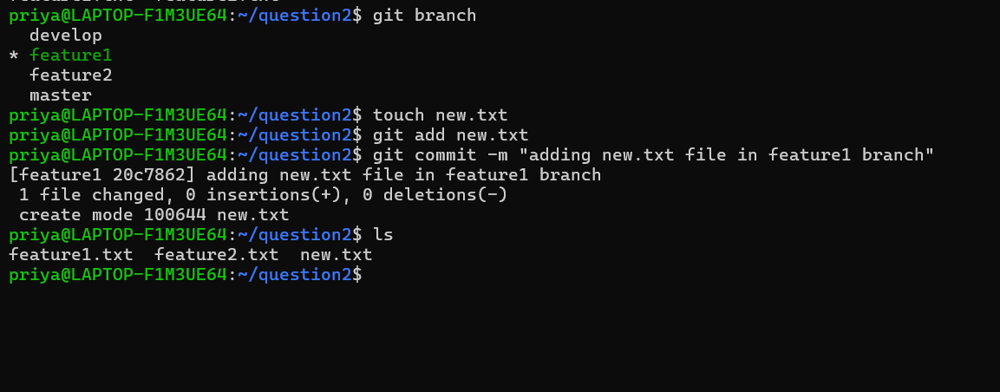 priya@LAPTOP-F1M3UE64:~/question2$ git branch
  develop
* feature1
  feature2
  master
priya@LAPTOP-F1M3UE64:~/question2$ touch new.txt
priya@LAPTOP-F1M3UE64:~/question2$ git add new.txt
priya@LAPTOP-F1M3UE64:~/question2$ git commit -m "adding new.txt file in feature1 branch"
[feature1 20c7862] adding new.txt file in feature1 branch
 1 file changed, 0 insertions(+), 0 deletions(-)
 create mode 100644 new.txt
priya@LAPTOP-F1M3UE64:~/question2$ ls
feature1.txt  feature2.txt  new.txt
priya@LAPTOP-F1M3UE64:~/question2$